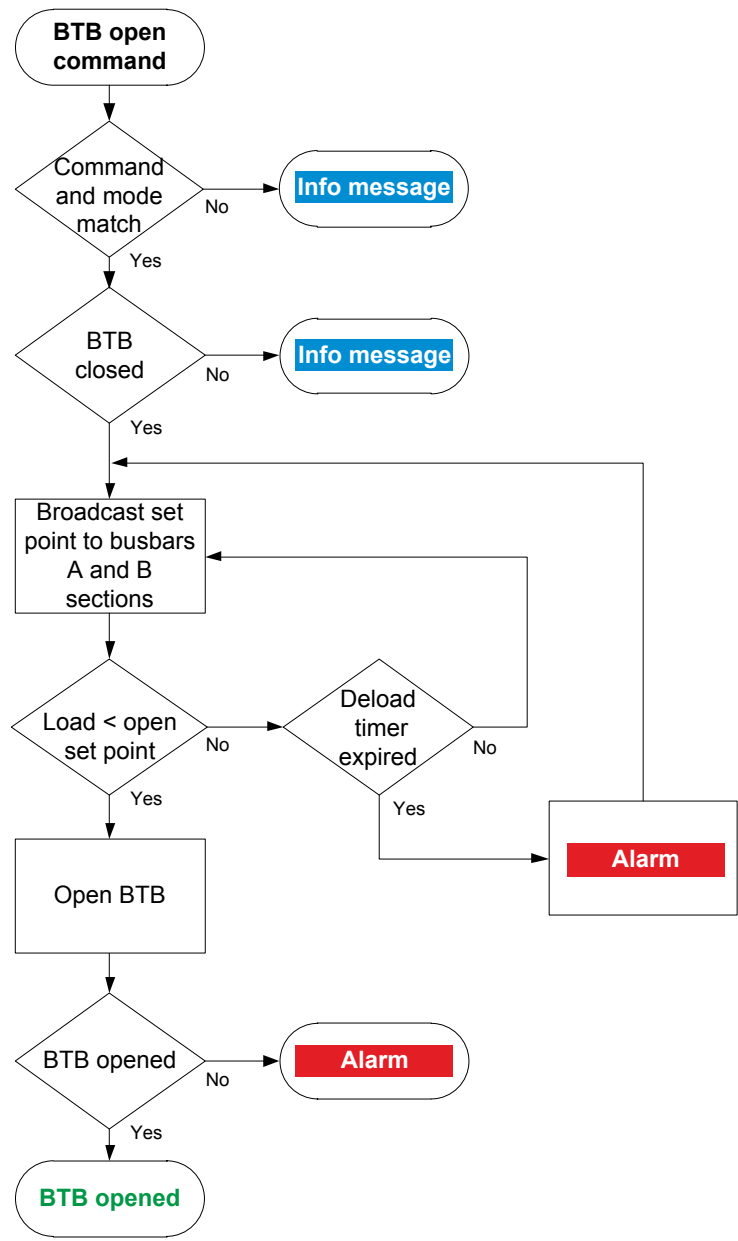 BTB open
command
Command
and mode
match
No
Info message
Yes
BTB
closed
No
Info message
Yes
Broadcast set
point to busbars
A and B
sections
Load < open
set point
No
Deload
timer
expired
No
Yes
Yes
Alarm
Open BTB
BTB opened
No
Alarm
Yes
BTB opened